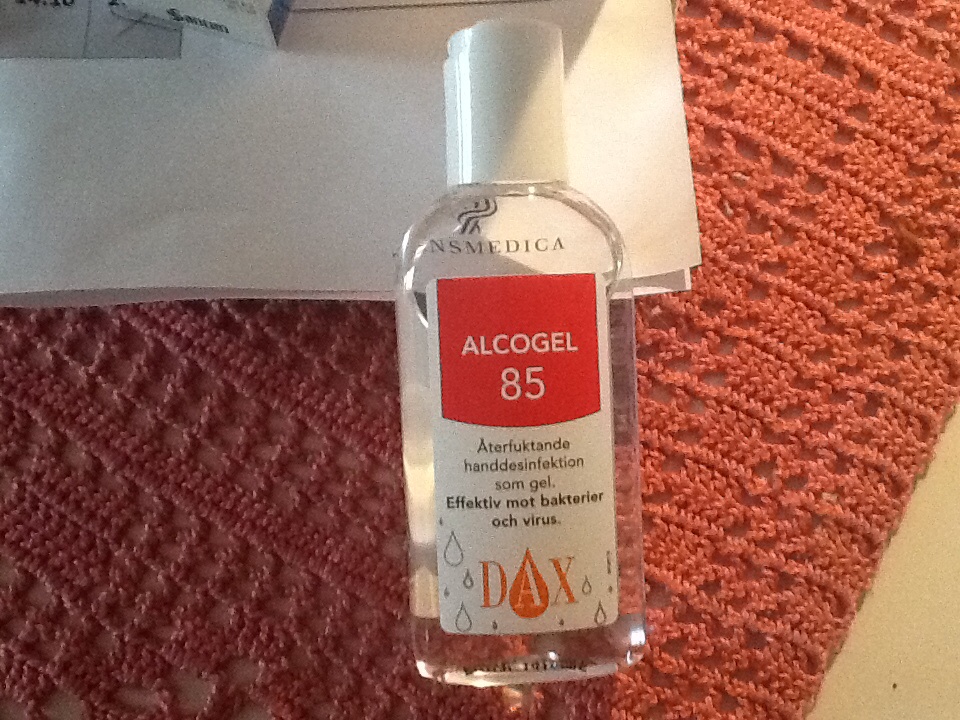 NSMEDICA
ALCOGEL
85
Återfuktande
handdesinfektion
som gel.
Effektiv mot bakterier
och virus.
DAX